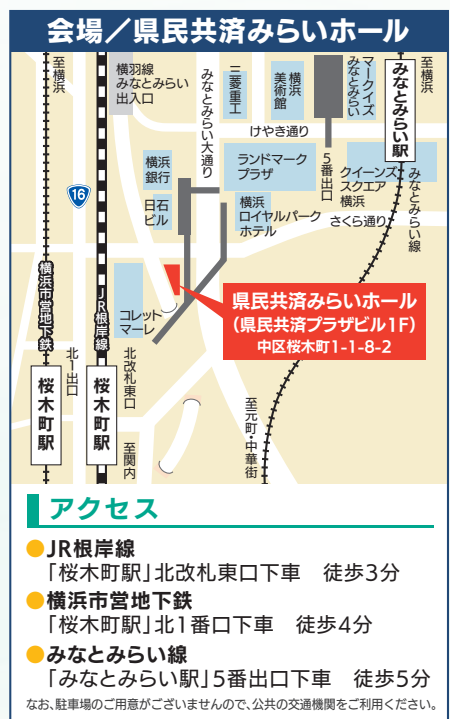 会場／県民共済みらいホール
至横浜
横羽線
みなとみらい
出入口
みなとみらい大通り
三菱重工
横浜
美術館
マークイズ
みなとみらい
みなとみらい駅
至横浜
けやき通り
横浜
銀行
ランドマーク
プラザ
5番出口
クイーンズ
スクエア
横浜
みなとみらい線
16
日石
ビル
横浜
ロイヤルパーク
ホテル
さくら通り
横浜市営地下鉄
JR根岸線
コレット
マーレ
県民共済みらいホール
（県民共済プラザビル1F）
中区桜木町1-1-8-2
北1出口
北改札東口
桜木町駅
桜木町駅
至関内
至元町・中華街
アクセス
●JR根岸線
「桜木町駅」北改札東口下車　徒歩3分
●横浜市営地下鉄
「桜木町駅」北1番口下車　徒歩4分
●みなとみらい線
「みなとみらい駅」5番出口下車　徒歩5分
なお、駐車場のご用意がございませんので、公共の交通機関をご利用ください。